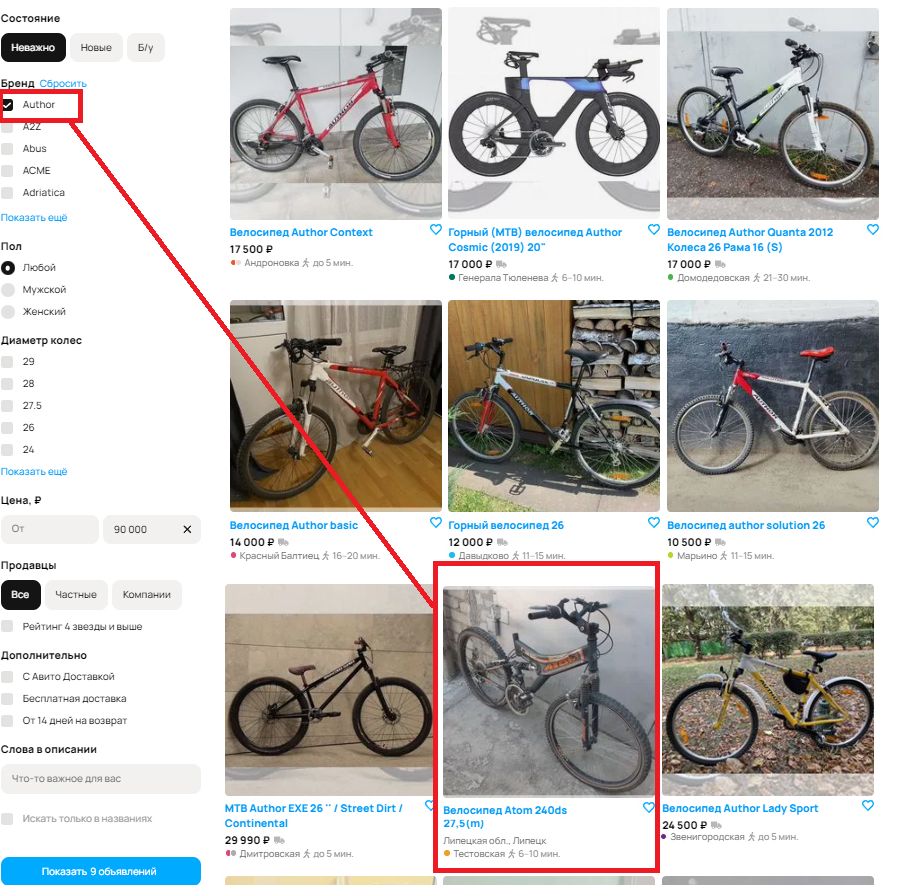 Состояние
Неважно
Новые
Б/у
Бренд Сбросить
Author
A2Z
Abus
ACME
Adriatica
Показать ещё
Пол
Любой
Мужской
Женский
Диаметр колес
29
28
27.5
26
24
Показать ещё
Цена, ₽
От
90 000
Продавцы
Все
Частные
Компании
Рейтинг 4 звезды и выше
Дополнительно
С Авито Доставкой
Бесплатная доставка
От 14 дней на возврат
Слова в описании
Что-то важное для вас
Искать только в названиях
Показать 9 объявлений
Велосипед Author Context
17 500 ₽
Андроновка до 5 мин.
Горный (MTB) велосипед Author
Cosmic (2019) 20"
17 000 ₽
Генерала Тюленева 6–10 мин.
Велосипед Author Quanta 2012
Колеса 26 Рама 16 (S)
17 000 ₽
Домодедовская 21–30 мин.
Велосипед Author basic
14 000 ₽
Красный Балтиец 16–20 мин.
Горный велосипед 26
12 000 ₽
Давыдково 11–15 мин.
Велосипед author solution 26
10 500 ₽
Марьино 11–15 мин.
MTB Author EXE 26 '' / Street Dirt /
Continental
29 990 ₽
Дмитровская до 5 мин.
ATOM
Велосипед Atom 240ds
27,5(m)
Липецкая обл., Липецк
Тестовская 6–10 мин.
Велосипед Author Lady Sport
24 500 ₽
Звенигородская до 5 мин.